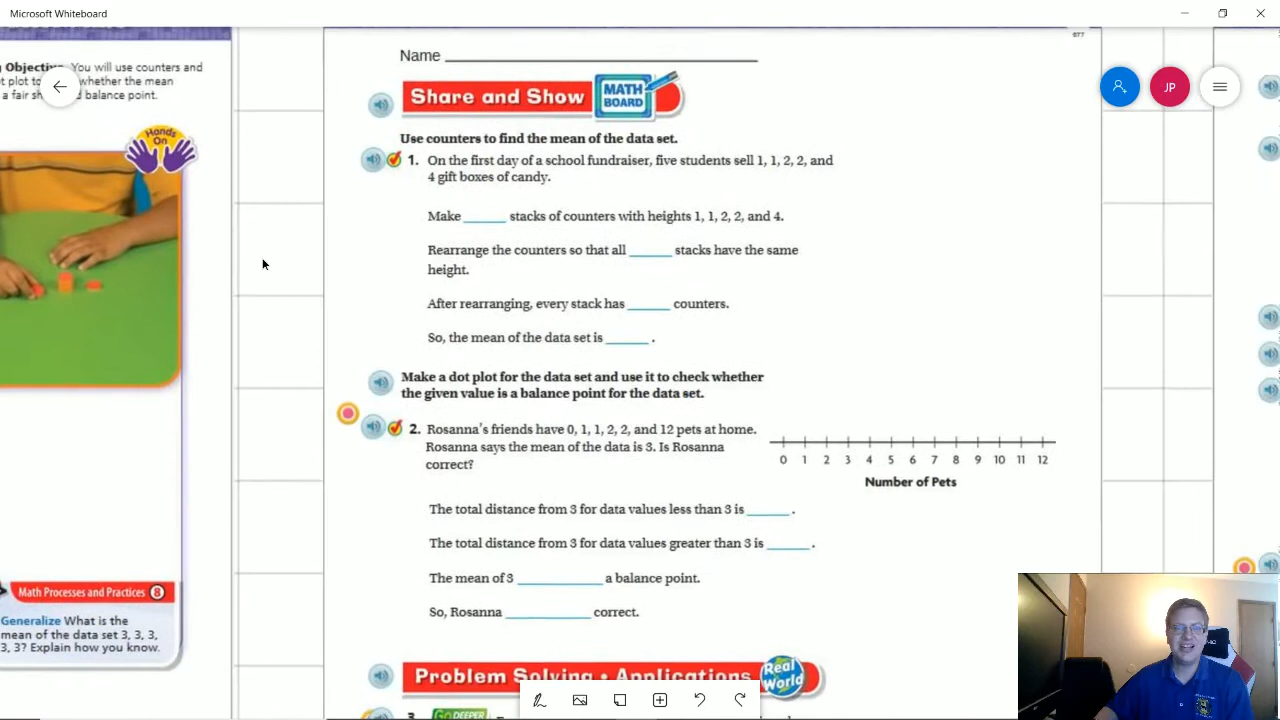 Microsoft Whiteboard
Objective You will use counters and
plot to whether the mean
a fair balance point.
Hands
On
Math Processes and Practices 8
Generalize What is the
mean of the data set 3, 3, 3,
3, 3? Explain how you know.
677
Name
Share and Show
MATH
BOARD
Use counters to find the mean of the data set.
1. On the first day of a school fundraiser, five students sell 1, 1, 2, 2, and
4 gift boxes of candy.
Make ______ stacks of counters with heights 1, 1, 2, 2, and 4.
Rearrange the counters so that all ______ stacks have the same
height.
After rearranging, every stack has ______ counters.
So, the mean of the data set is ______ .
Make a dot plot for the data set and use it to check whether
the given value is a balance point for the data set.
2. Rosanna's friends have 0, 1, 1, 2, 2, and 12 pets at home.
Rosanna says the mean of the data is 3. Is Rosanna
correct?
0 1 2 3 4 5 6 7 8 9 10 11 12
Number of Pets
The total distance from 3 for data values less than 3 is ______ .
The total distance from 3 for data values greater than 3 is ______ .
The mean of 3 ____________ a balance point.
So, Rosanna ____________ correct.
Problem Solving • Applications
Real
World
3. GO DEEPER
JP